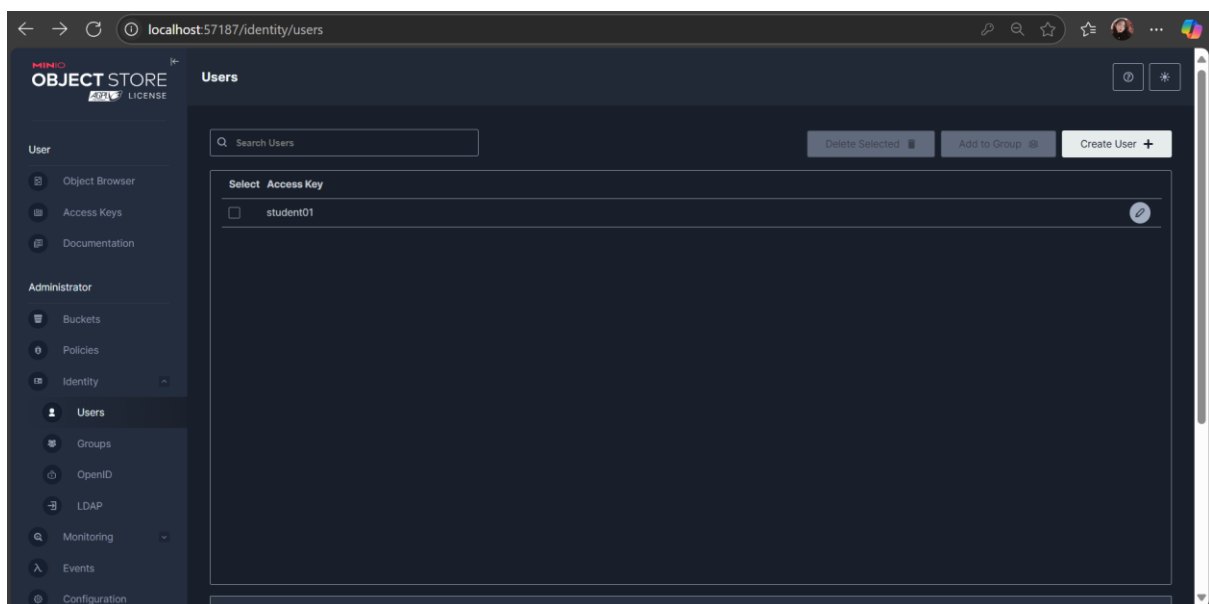 localhost:57187/identity/users
MINIO
OBJECT STORE
AGPLv3 LICENSE
Users
User
Object Browser
Access Keys
Documentation
Administrator
Buckets
Policies
Identity
Users
Groups
OpenID
LDAP
Monitoring
Events
Configuration
Search Users
Delete Selected
Add to Group
Create User +
Select Access Key
student01